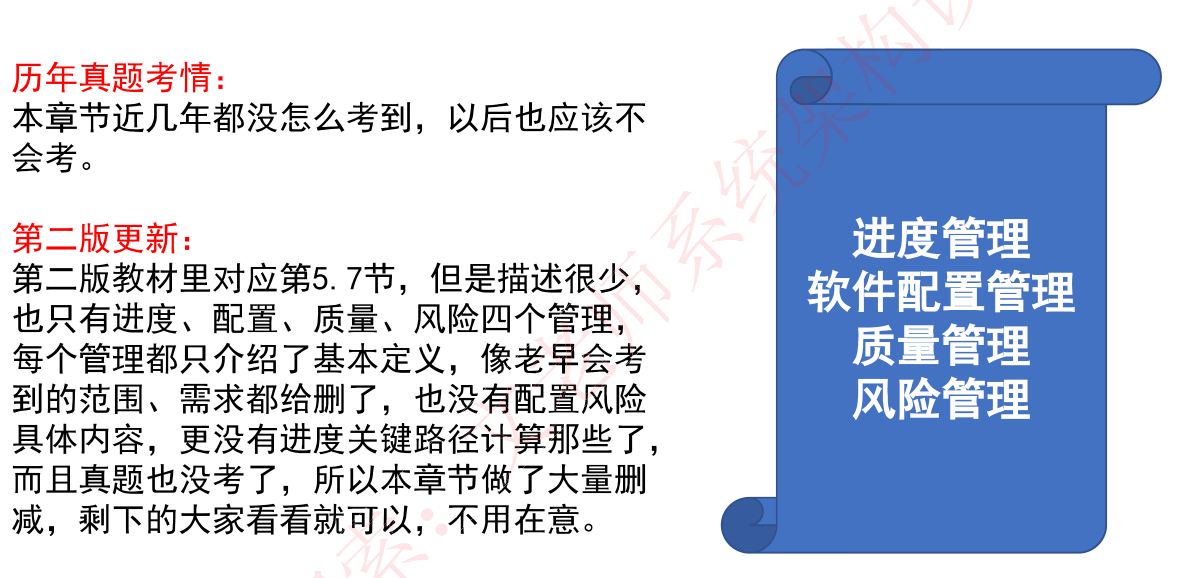 历年真题考情：
本章节近几年都没怎么考到，以后也应该不
会考。
第二版更新：
第二版教材里对应第5.7节，但是描述很少，
也只有进度、配置、质量、风险四个管理，
每个管理都只介绍了基本定义，像老早会考
到的范围、需求都给删了，也没有配置风险
具体内容，更没有进度关键路径计算那些了，
而且真题也没考了，所以本章节做了大量删
减，剩下的大家看看就可以，不用在意。
进度管理
软件配置管理
质量管理
风险管理